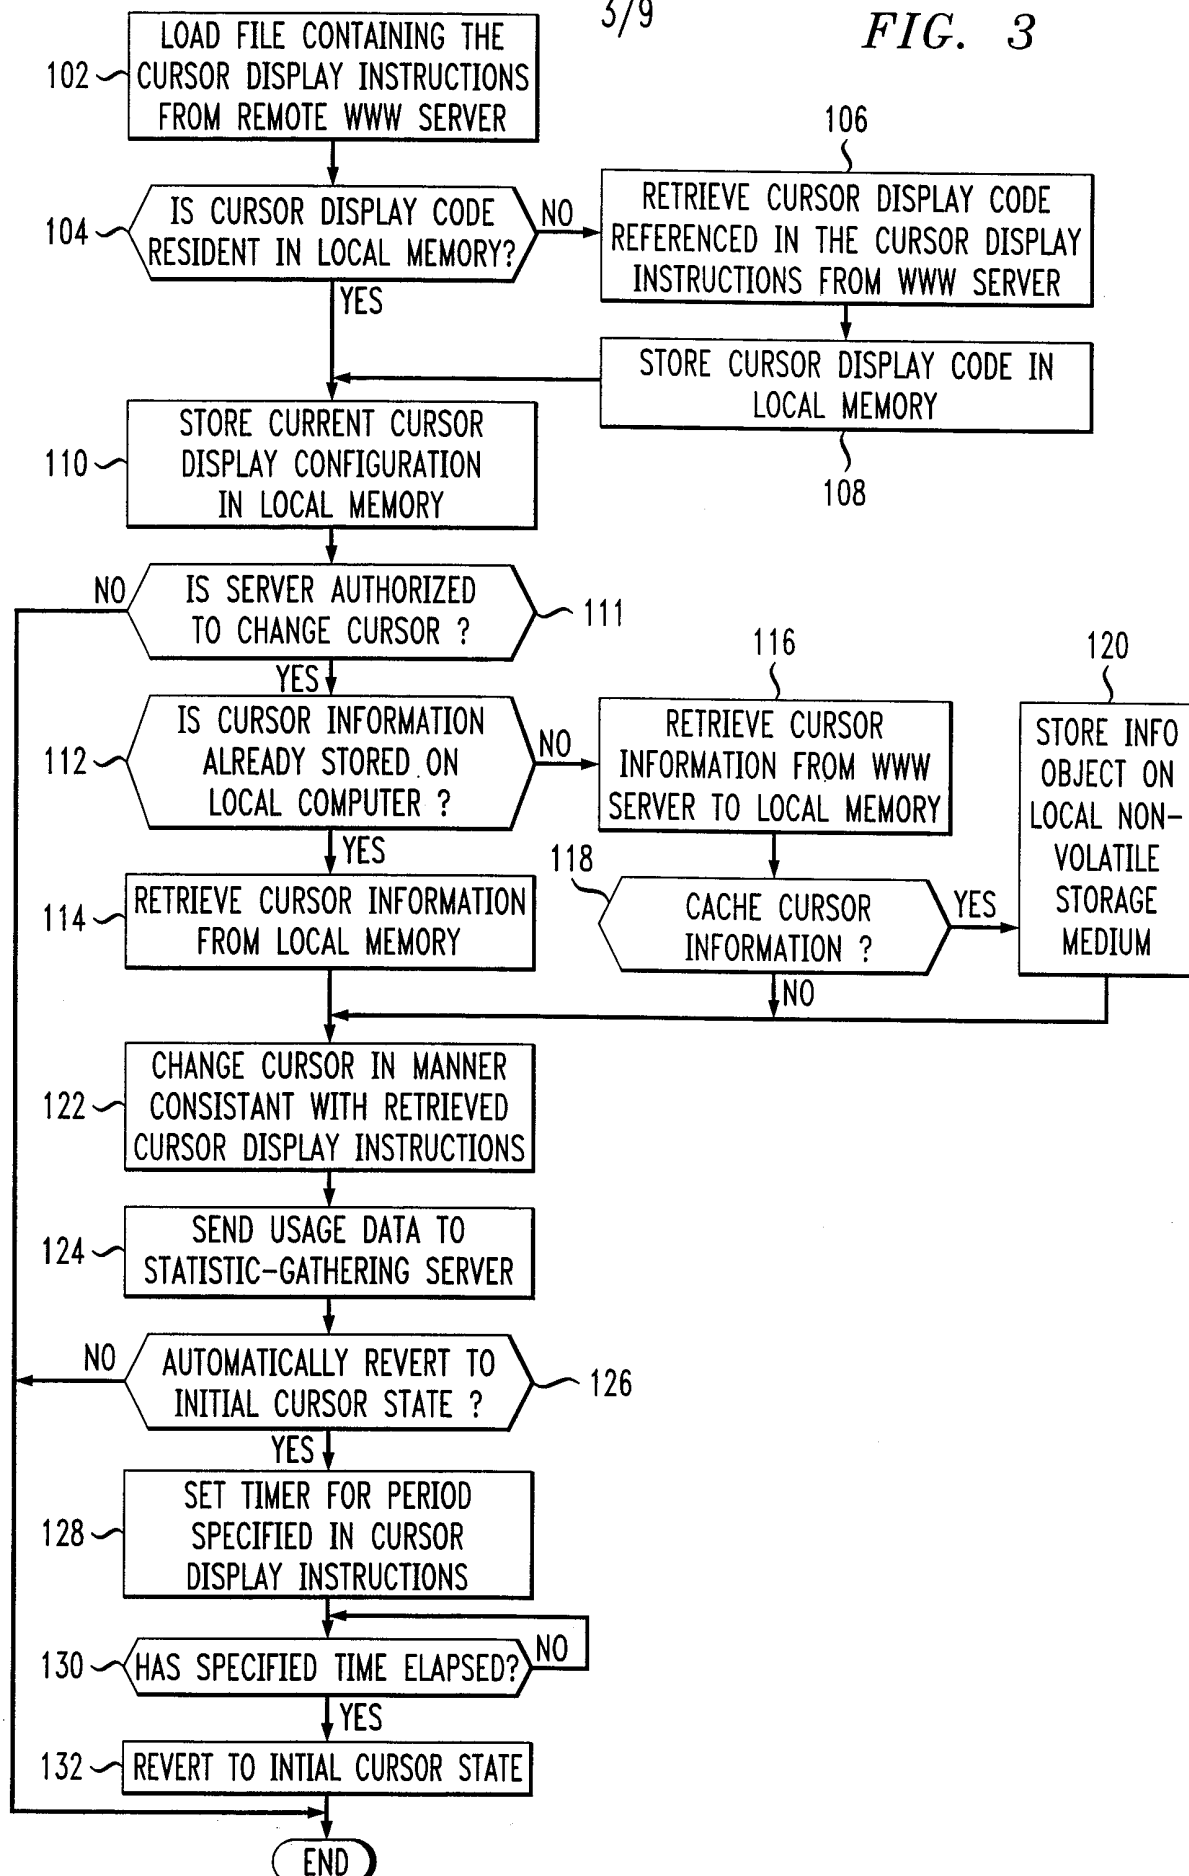 3/9
FIG. 3
LOAD FILE CONTAINING THE
CURSOR DISPLAY INSTRUCTIONS
FROM REMOTE WWW SERVER
102
106
IS CURSOR DISPLAY CODE
RESIDENT IN LOCAL MEMORY?
104
NO
YES
RETRIEVE CURSOR DISPLAY CODE
REFERENCED IN THE CURSOR DISPLAY
INSTRUCTIONS FROM WWW SERVER
STORE CURSOR DISPLAY CODE IN
LOCAL MEMORY
108
STORE CURRENT CURSOR
DISPLAY CONFIGURATION
IN LOCAL MEMORY
110
NO
IS SERVER AUTHORIZED
TO CHANGE CURSOR ?
111
YES
IS CURSOR INFORMATION
ALREADY STORED ON
LOCAL COMPUTER ?
112
NO
YES
116
RETRIEVE CURSOR
INFORMATION FROM WWW
SERVER TO LOCAL MEMORY
120
STORE INFO
OBJECT ON
LOCAL NON-
VOLATILE
STORAGE
MEDIUM
118
CACHE CURSOR
INFORMATION ?
YES
NO
114
RETRIEVE CURSOR INFORMATION
FROM LOCAL MEMORY
122
CHANGE CURSOR IN MANNER
CONSISTANT WITH RETRIEVED
CURSOR DISPLAY INSTRUCTIONS
124
SEND USAGE DATA TO
STATISTIC-GATHERING SERVER
NO
AUTOMATICALLY REVERT TO
INITIAL CURSOR STATE ?
126
YES
128
SET TIMER FOR PERIOD
SPECIFIED IN CURSOR
DISPLAY INSTRUCTIONS
130
HAS SPECIFIED TIME ELAPSED?
NO
YES
132
REVERT TO INTIAL CURSOR STATE
END